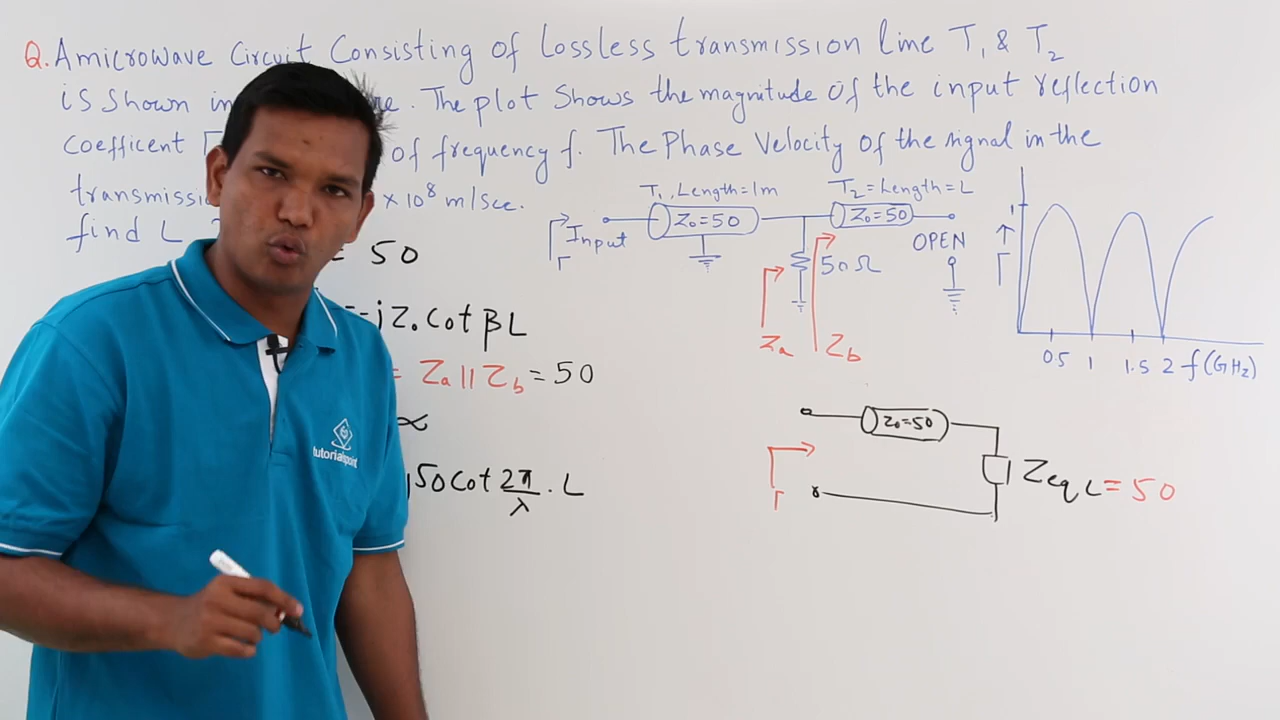 Q. A microwave Circuit Consisting of Lossless transmission line T1 & T2
is shown in . The plot Shows the magnitude of the input reflection
coefficent Γ of frequency f. The Phase Velocity of the signal in the
× 10^8 m/sec.
find L
T1, Length=1m
T2=Length=L
Z0=50
Z0=50
Input
Γ
50Ω
OPEN
Za
Zb
1
Γ
0.5 1 1.5 2 f(GHz)
= 50
-jZ0 Cot βL
= Za || Zb = 50
∝
50 Cot 2π/λ . L
Z0=50
Γ
Zeq L = 50
tutorialspoint